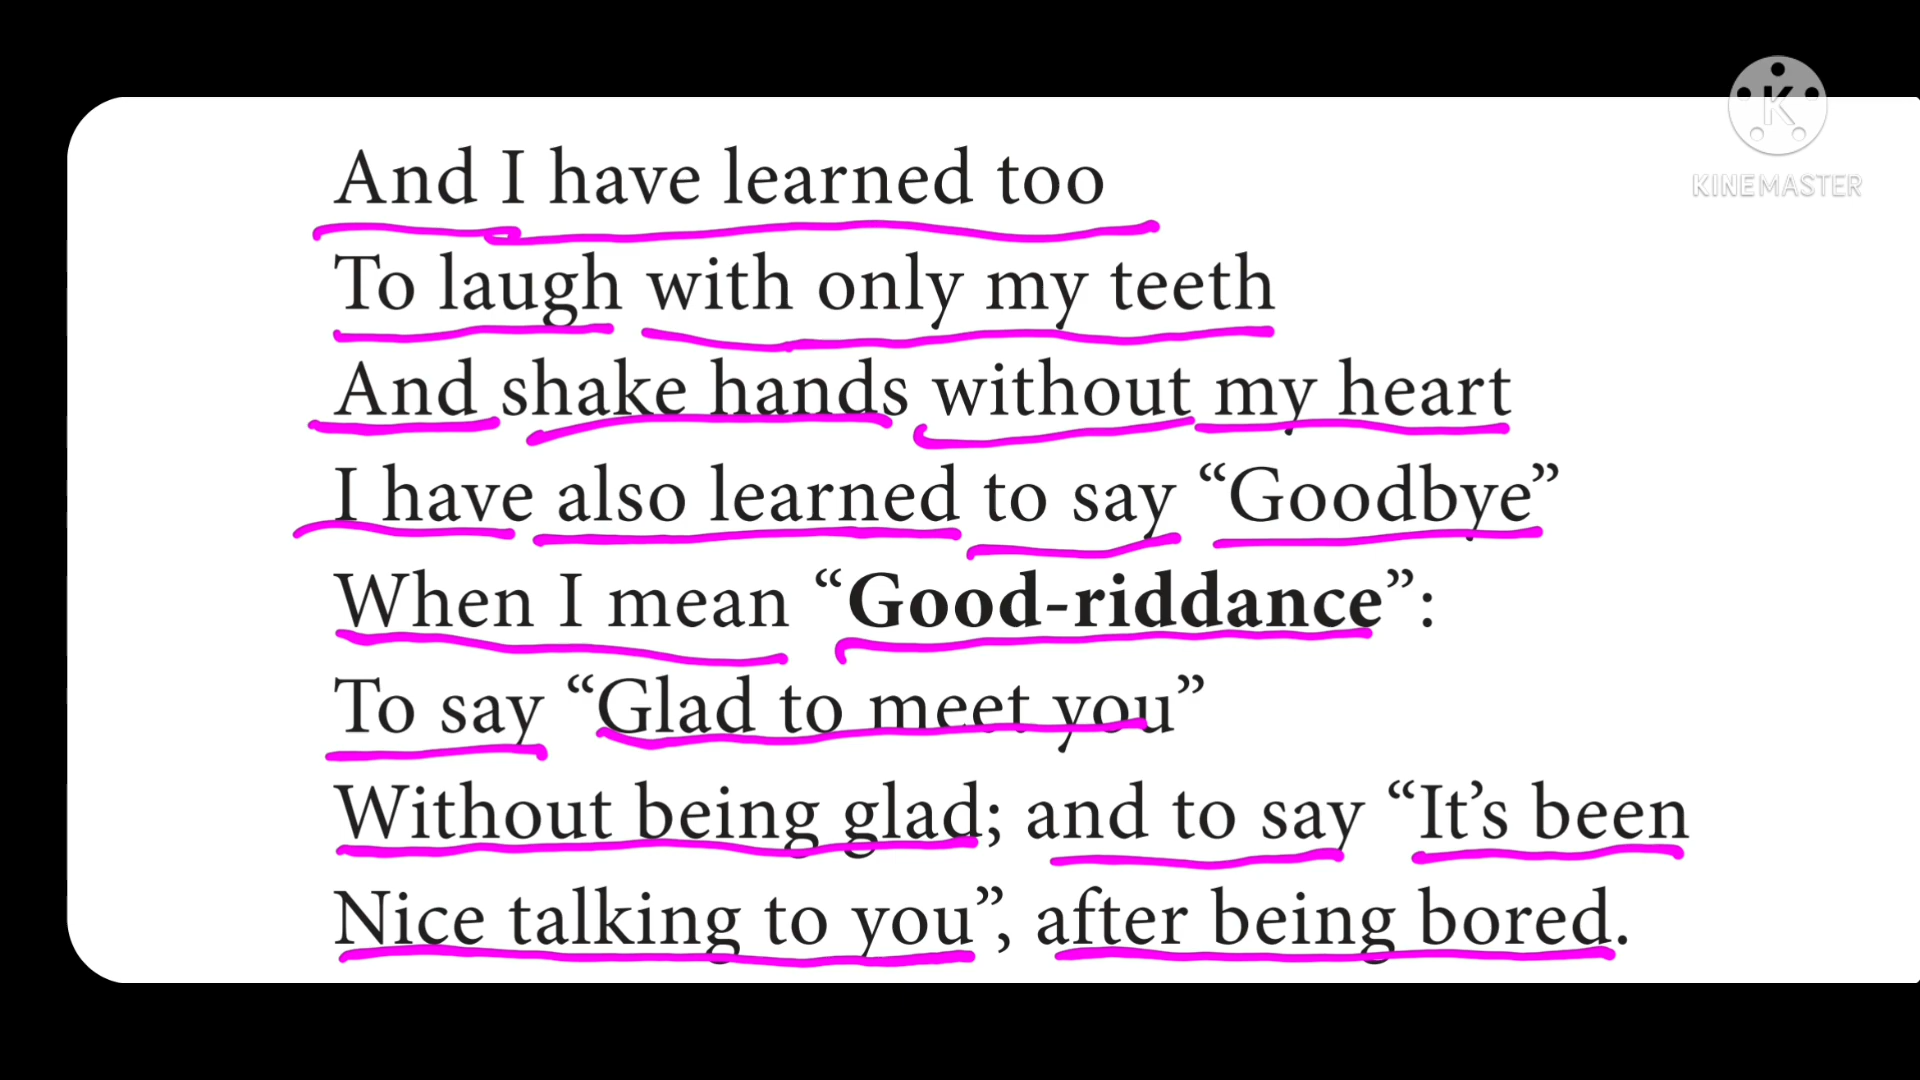 And I have learned too
To laugh with only my teeth
And shake hands without my heart
I have also learned to say “Goodbye”
When I mean “Good-riddance”:
To say “Glad to meet you”
Without being glad; and to say “It’s been
Nice talking to you”, after being bored.
K
KINEMASTER